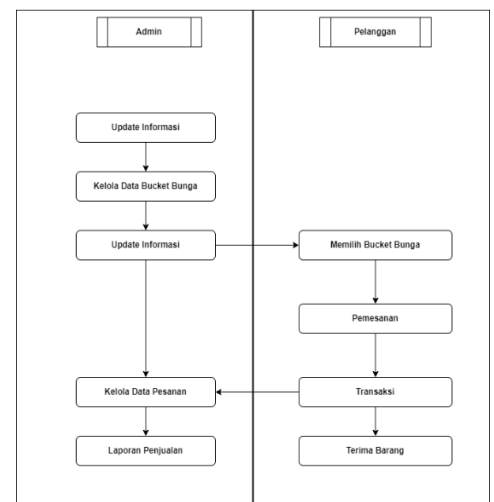 Admin
Pelanggan
Update Informasi
Kelola Data Bucket Bunga
Update Informasi
Memilih Bucket Bunga
Pemesanan
Kelola Data Pesanan
Transaksi
Laporan Penjualan
Terima Barang